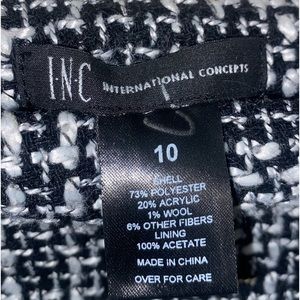 I·N·C INTERNATIONAL CONCEPTS
10
SHELL
73% POLYESTER
20% ACRYLIC
1% WOOL
6% OTHER FIBERS
LINING
100% ACETATE
MADE IN CHINA
OVER FOR CARE